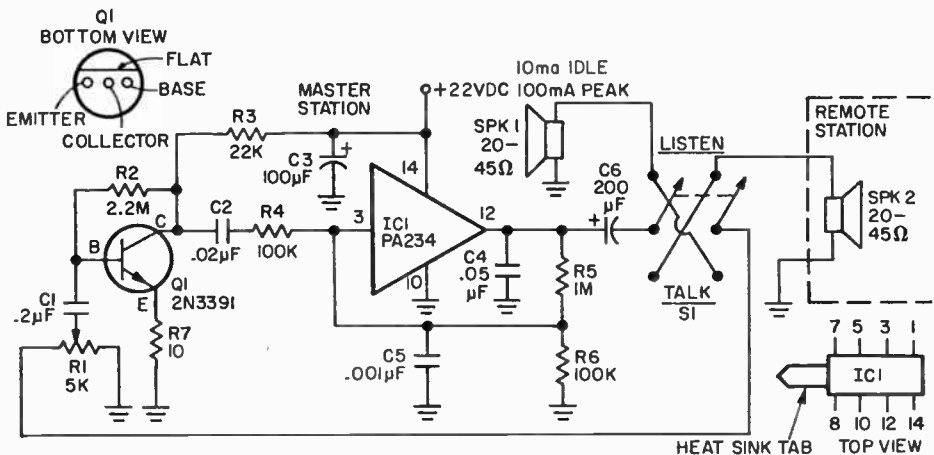 Q1
BOTTOM VIEW
FLAT
BASE
EMITTER
COLLECTOR
R3
22K
MASTER
STATION
+22VDC
10ma IDLE
100mA PEAK
C3
100µF
+
14
SPK 1
20-
45Ω
LISTEN
REMOTE
STATION
SPK 2
20-
45Ω
R2
2.2M
C
C2
.02µF
R4
100K
3
IC1
PA234
12
10
C6
200
µF
+
B
Q1
2N3391
E
C1
.2µF
R1
5K
R7
10
C4
.05
µF
R5
1M
C5
.001µF
R6
100K
TALK
S1
7 5 3 1
IC1
8 10 12 14
HEAT SINK TAB
TOP VIEW